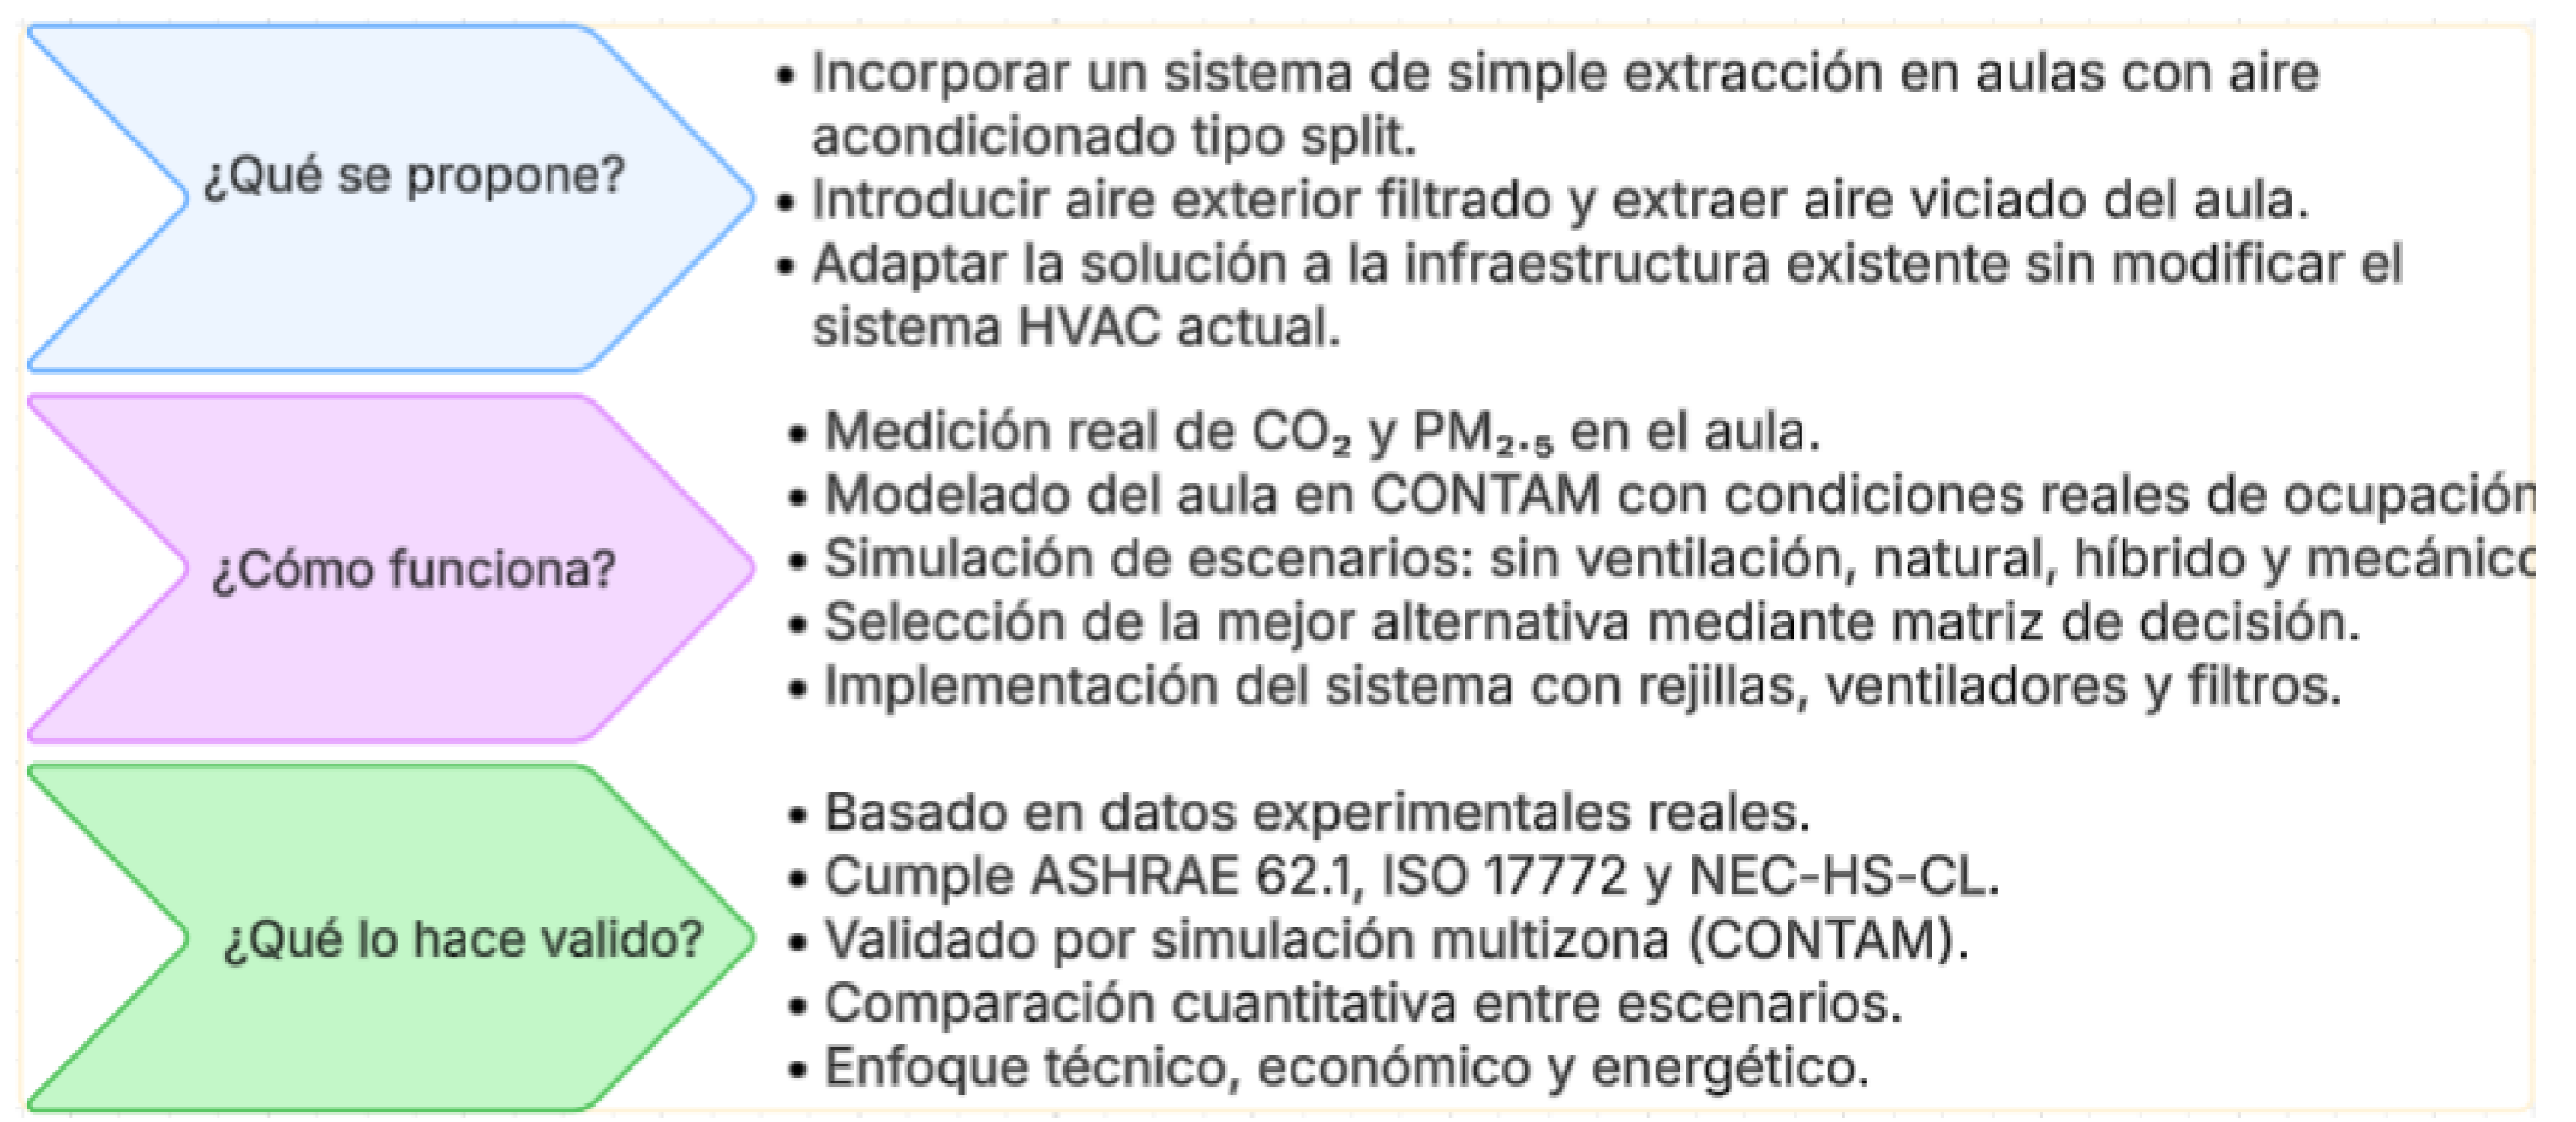 ¿Qué se propone?
• Incorporar un sistema de simple extracción en aulas con aire
acondicionado tipo split.
• Introducir aire exterior filtrado y extraer aire viciado del aula.
• Adaptar la solución a la infraestructura existente sin modificar el
sistema HVAC actual.
¿Cómo funciona?
• Medición real de CO₂ y PM₂.₅ en el aula.
• Modelado del aula en CONTAM con condiciones reales de ocupación
• Simulación de escenarios: sin ventilación, natural, híbrido y mecánico
• Selección de la mejor alternativa mediante matriz de decisión.
• Implementación del sistema con rejillas, ventiladores y filtros.
¿Qué lo hace valido?
• Basado en datos experimentales reales.
• Cumple ASHRAE 62.1, ISO 17772 y NEC-HS-CL.
• Validado por simulación multizona (CONTAM).
• Comparación cuantitativa entre escenarios.
• Enfoque técnico, económico y energético.